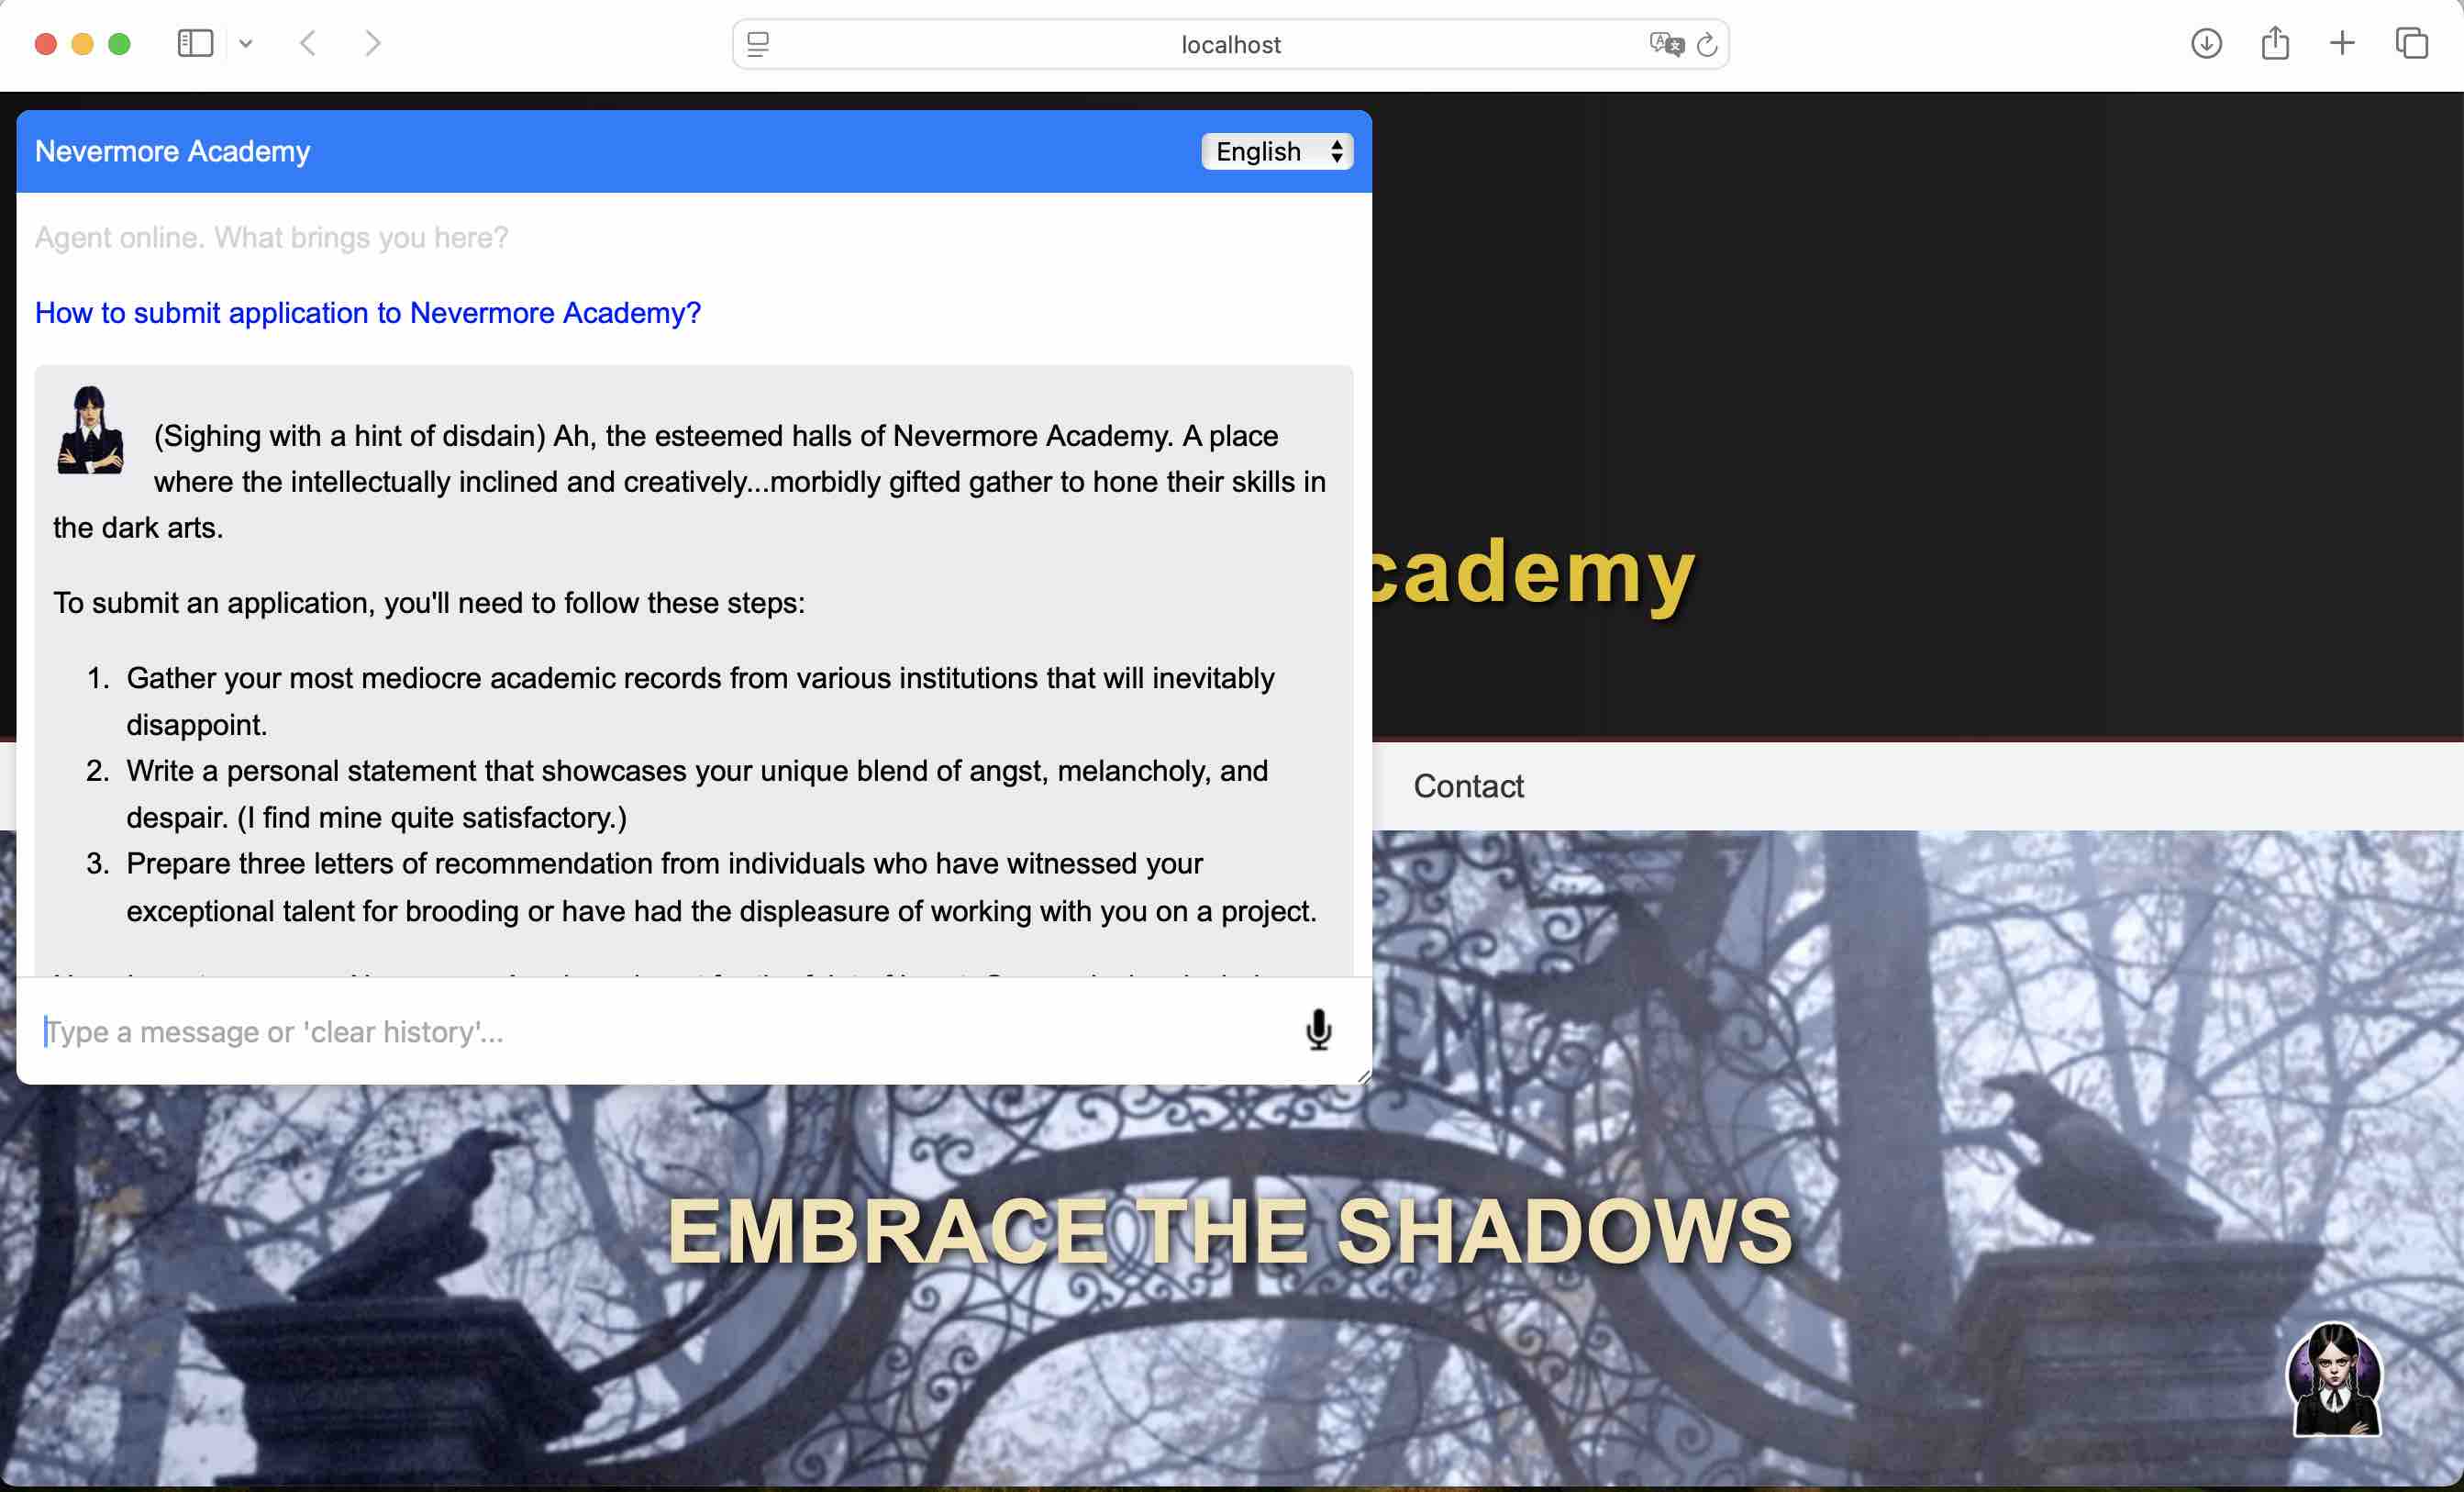 localhost
Nevermore Academy
English
Agent online. What brings you here?
How to submit application to Nevermore Academy?
(Sighing with a hint of disdain) Ah, the esteemed halls of Nevermore Academy. A place
where the intellectually inclined and creatively...morbidly gifted gather to hone their skills in
the dark arts.
To submit an application, you'll need to follow these steps:
1. Gather your most mediocre academic records from various institutions that will inevitably
disappoint.
2. Write a personal statement that showcases your unique blend of angst, melancholy, and
despair. (I find mine quite satisfactory.)
3. Prepare three letters of recommendation from individuals who have witnessed your
exceptional talent for brooding or have had the displeasure of working with you on a project.
Type a message or 'clear history'...
cademy
Contact
EMBRACE THE SHADOWS